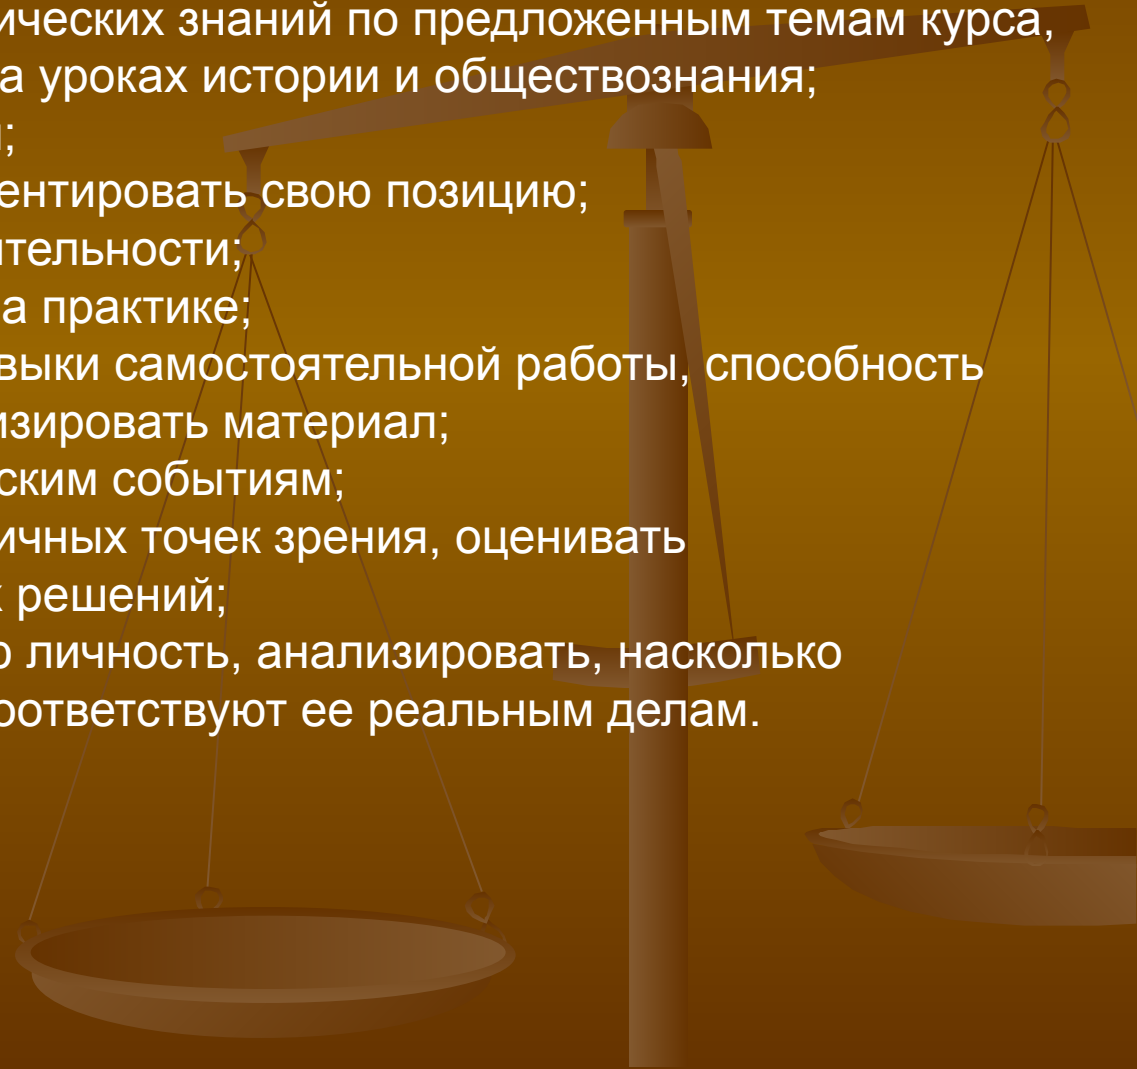 ических знаний по предложенным темам курса,
а уроках истории и обществознания;
;
ентировать свою позицию;
ятельности;
а практике;
выки самостоятельной работы, способность
изировать материал;
ским событиям;
ичных точек зрения, оценивать
х решений;
ю личность, анализировать, насколько
оответствуют ее реальным делам.